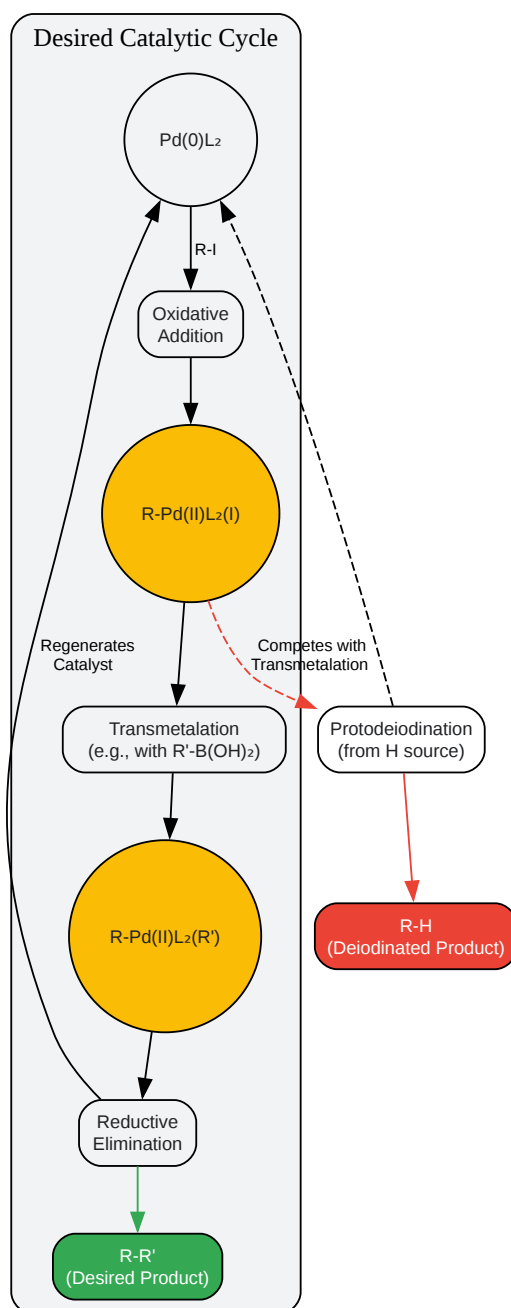 Desired Catalytic Cycle
Pd(0)L₂
R-I
Oxidative
Addition
R-Pd(II)L₂(I)
Regenerates
Catalyst
Competes with
Transmetalation
Transmetalation
(e.g., with R'-B(OH)₂)
Protodeiodination
(from H source)
R-Pd(II)L₂(R')
R-H
(Deiodinated Product)
Reductive
Elimination
R-R'
(Desired Product)